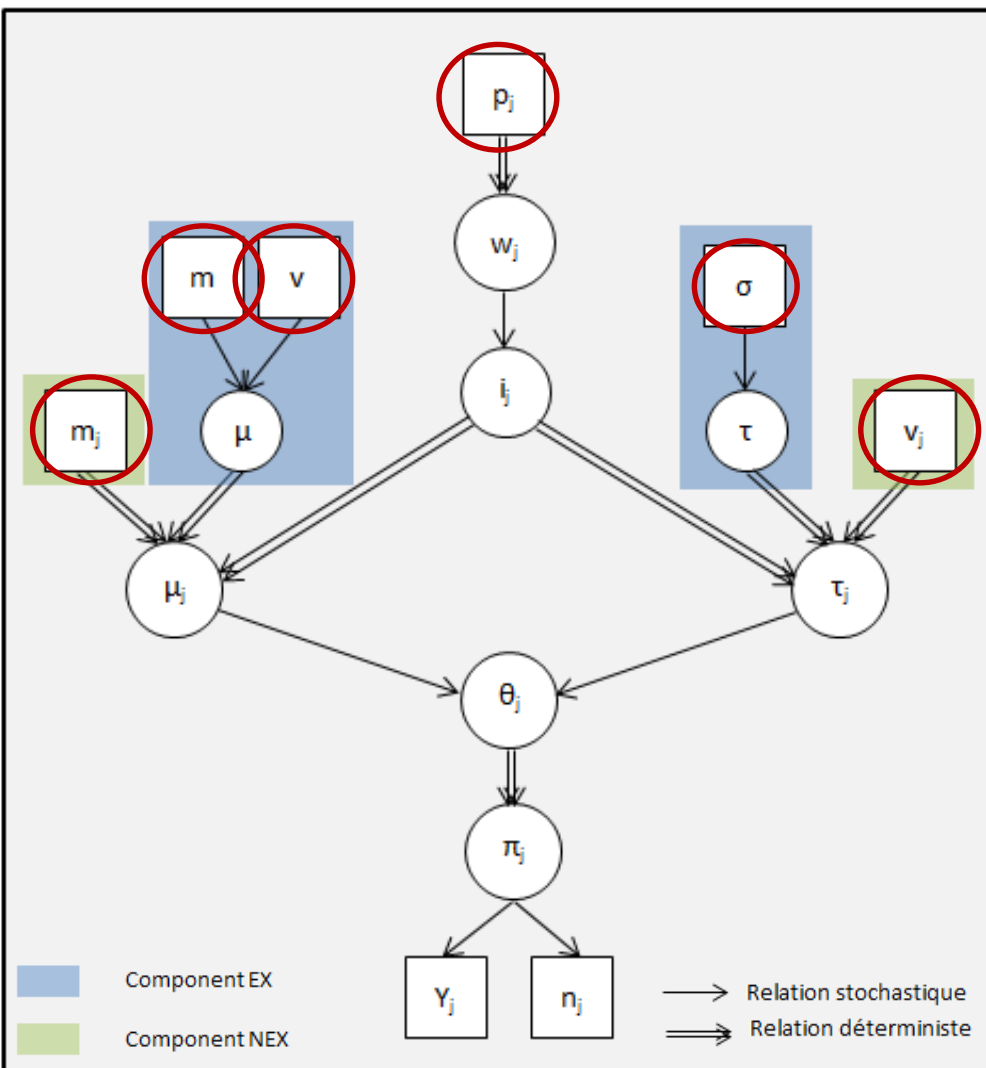 pⱼ
wⱼ
m v σ
iⱼ
mⱼ μ τ vⱼ
μⱼ τⱼ
θⱼ
πⱼ
Yⱼ nⱼ
Component EX
Relation stochastique
Relation déterministe
Component NEX